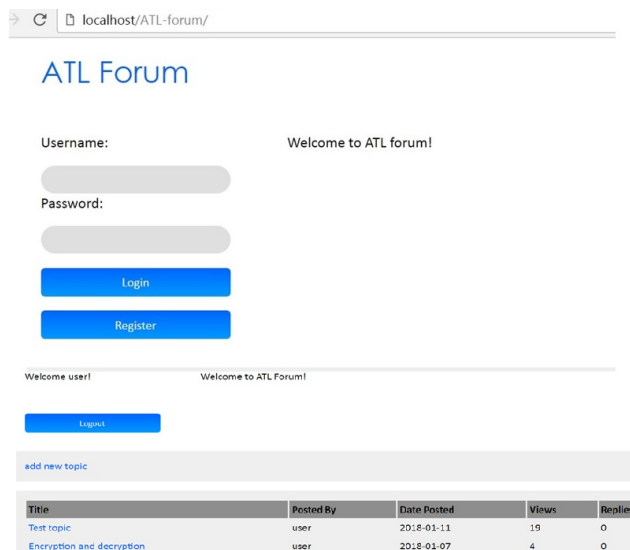 localhost/ATL-forum/
ATL Forum
Username:
Welcome to ATL forum!
Password:
Login
Register
Welcome user!
Welcome to ATL Forum!
Logout
add new topic
Title Posted By Date Posted Views Replie
Test topic user 2018-01-11 19 0
Encryption and decryption user 2018-01-07 4 0